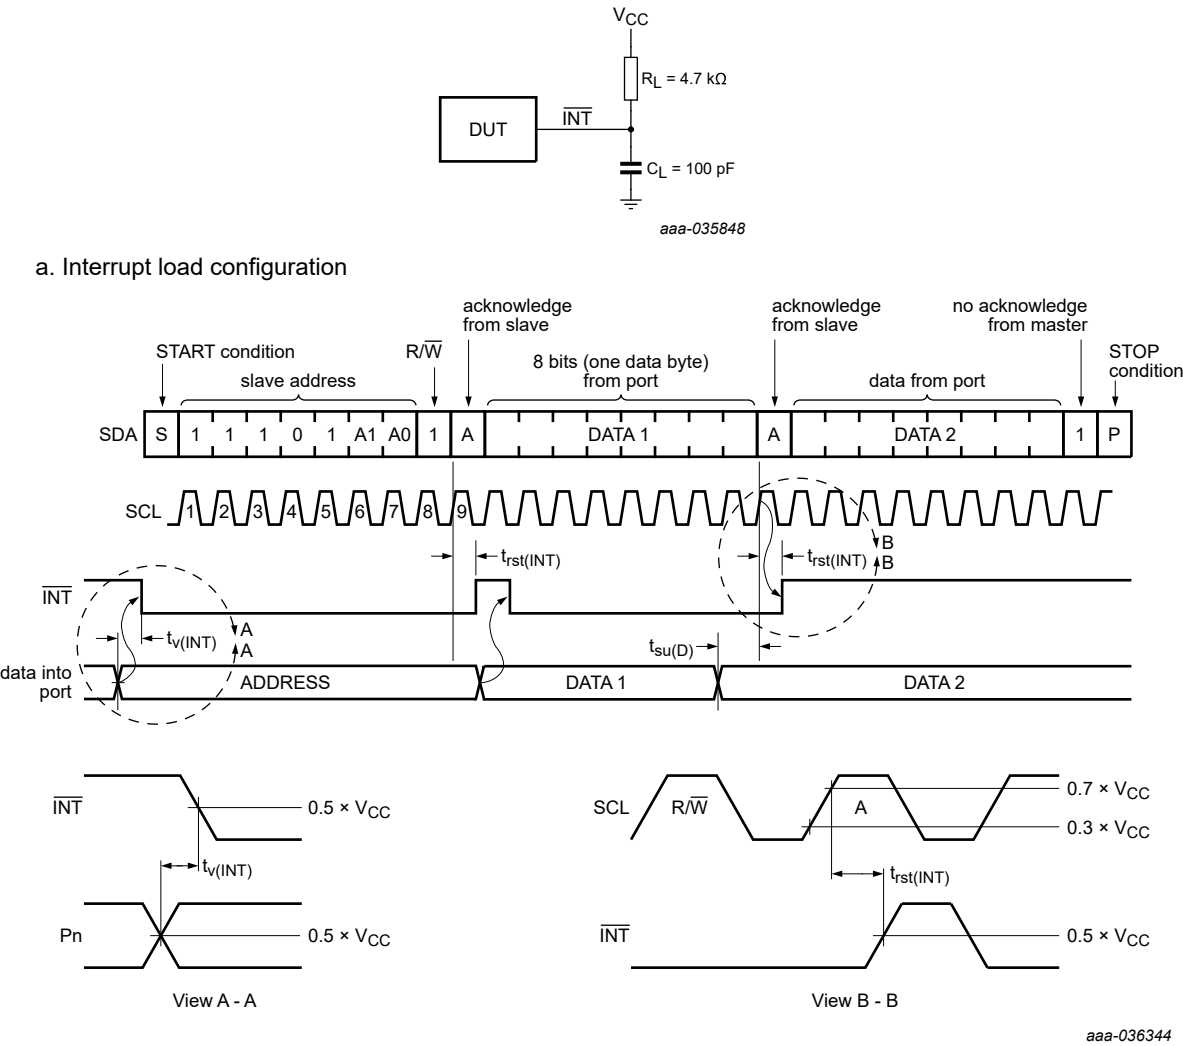 VCC
RL = 4.7 kΩ
DUT
INT
CL = 100 pF
aaa-035848
a. Interrupt load configuration
acknowledge
from slave
acknowledge
from slave
no acknowledge
from master
START condition
R/W
8 bits (one data byte)
from port
STOP
condition
slave address
data from port
SDA S 1 1 1 0 1 A1 A0 1 A DATA 1 A DATA 2 1 P
SCL 1 2 3 4 5 6 7 8 9
trst(INT)
trst(INT)
B
B
INT
tv(INT)
A
A
tsu(D)
data into
port
ADDRESS DATA 1 DATA 2
INT
0.5 × VCC
tv(INT)
Pn
0.5 × VCC
View A - A
SCL R/W A
0.7 × VCC
0.3 × VCC
trst(INT)
INT
0.5 × VCC
View B - B
aaa-036344